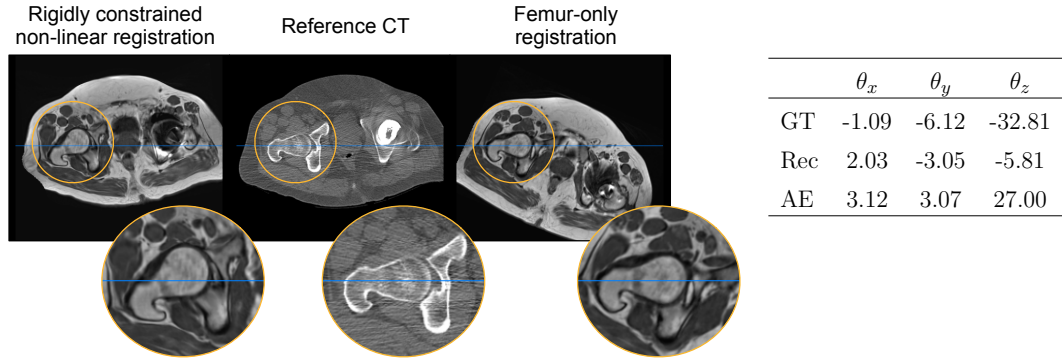 Rigidly constrained
non-linear registration
Reference CT
Femur-only
registration
θx θy θz
GT -1.09 -6.12 -32.81
Rec 2.03 -3.05 -5.81
AE 3.12 3.07 27.00